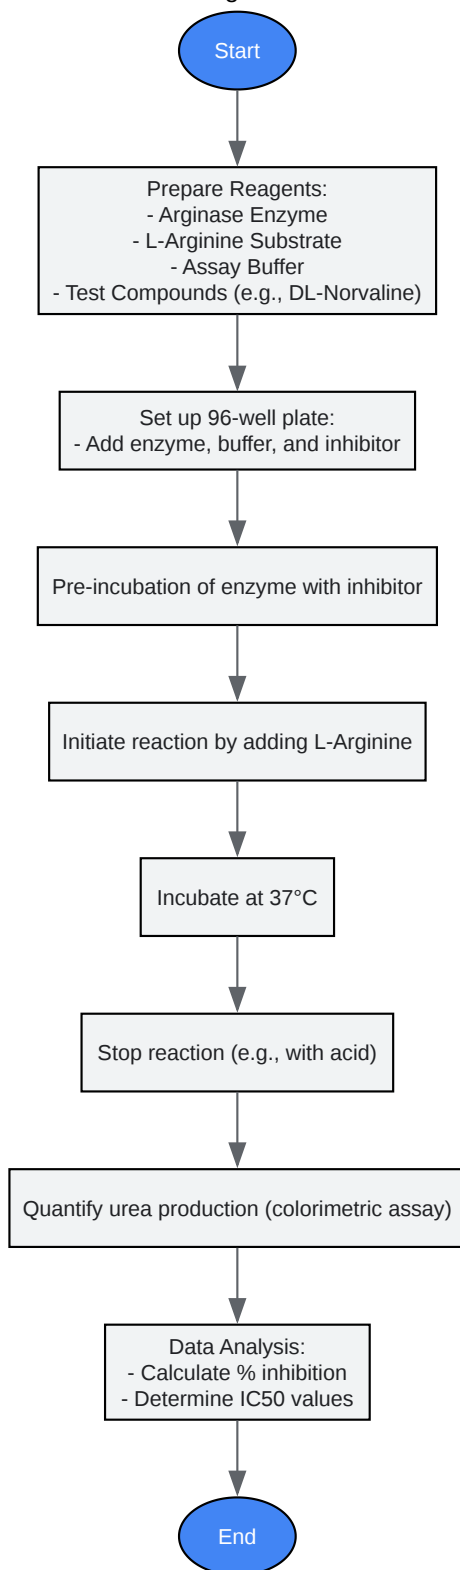 Start
Prepare Reagents:
- Arginase Enzyme
- L-Arginine Substrate
- Assay Buffer
- Test Compounds (e.g., DL-Norvaline)
Set up 96-well plate:
- Add enzyme, buffer, and inhibitor
Pre-incubation of enzyme with inhibitor
Initiate reaction by adding L-Arginine
Incubate at 37°C
Stop reaction (e.g., with acid)
Quantify urea production (colorimetric assay)
Data Analysis:
- Calculate % inhibition
- Determine IC50 values
End